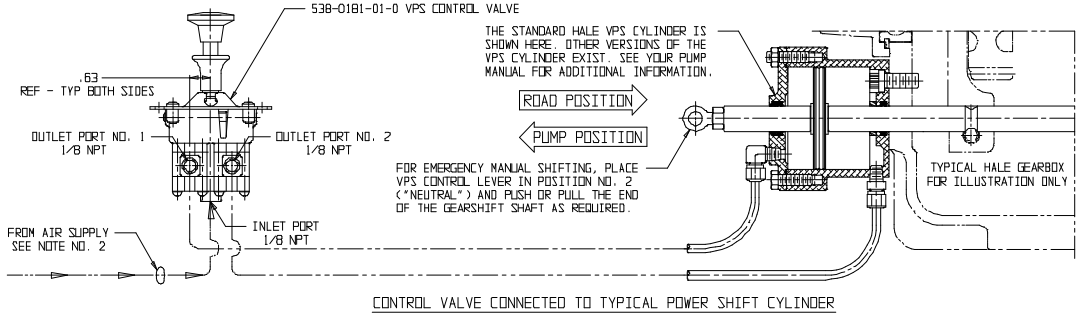 538-0181-01-0 VPS CONTROL VALVE
THE STANDARD HALE VPS CYLINDER IS
SHOWN HERE. OTHER VERSIONS OF THE
VPS CYLINDER EXIST. SEE YOUR PUMP
MANUAL FOR ADDITIONAL INFORMATION.
.63
REF - TYP BOTH SIDES
ROAD POSITION
PUMP POSITION
OUTLET PORT NO. 1
1/8 NPT
OUTLET PORT NO. 2
1/8 NPT
FOR EMERGENCY MANUAL SHIFTING, PLACE
VPS CONTROL LEVER IN POSITION NO. 2
("NEUTRAL") AND PUSH OR PULL THE END
OF THE GEARSHIFT SHAFT AS REQUIRED.
TYPICAL HALE GEARBOX
FOR ILLUSTRATION ONLY
INLET PORT
1/8 NPT
FROM AIR SUPPLY
SEE NOTE NO. 2
CONTROL VALVE CONNECTED TO TYPICAL POWER SHIFT CYLINDER